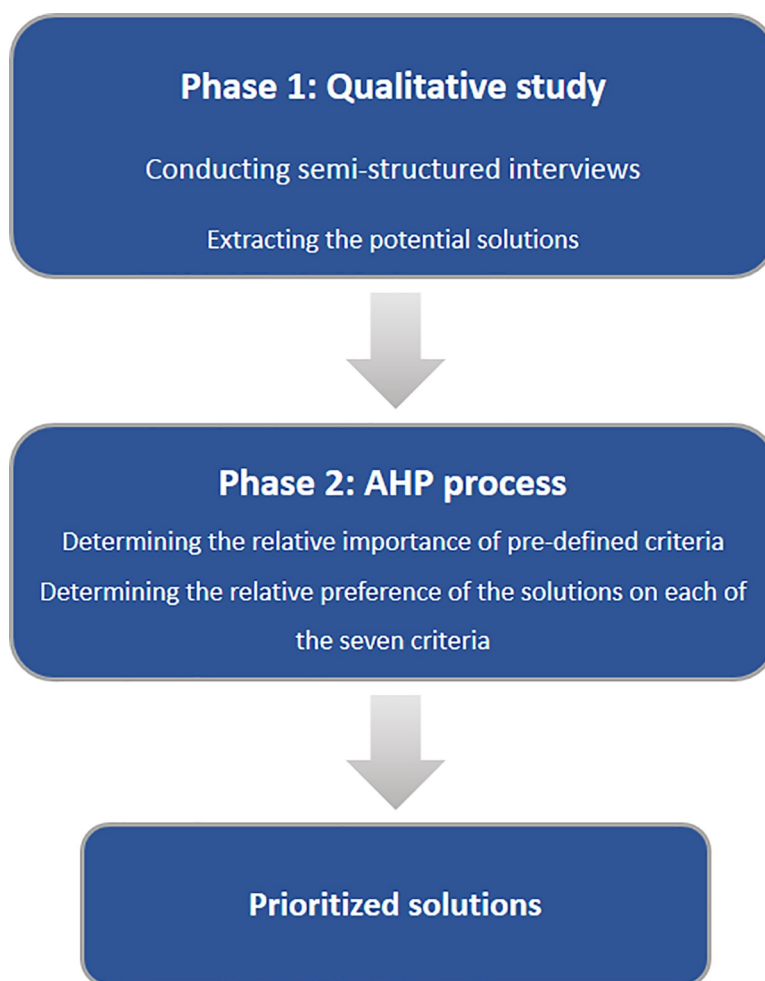 Phase 1: Qualitative study
Conducting semi-structured interviews
Extracting the potential solutions
Phase 2: AHP process
Determining the relative importance of pre-defined criteria
Determining the relative preference of the solutions on each of
the seven criteria
Prioritized solutions